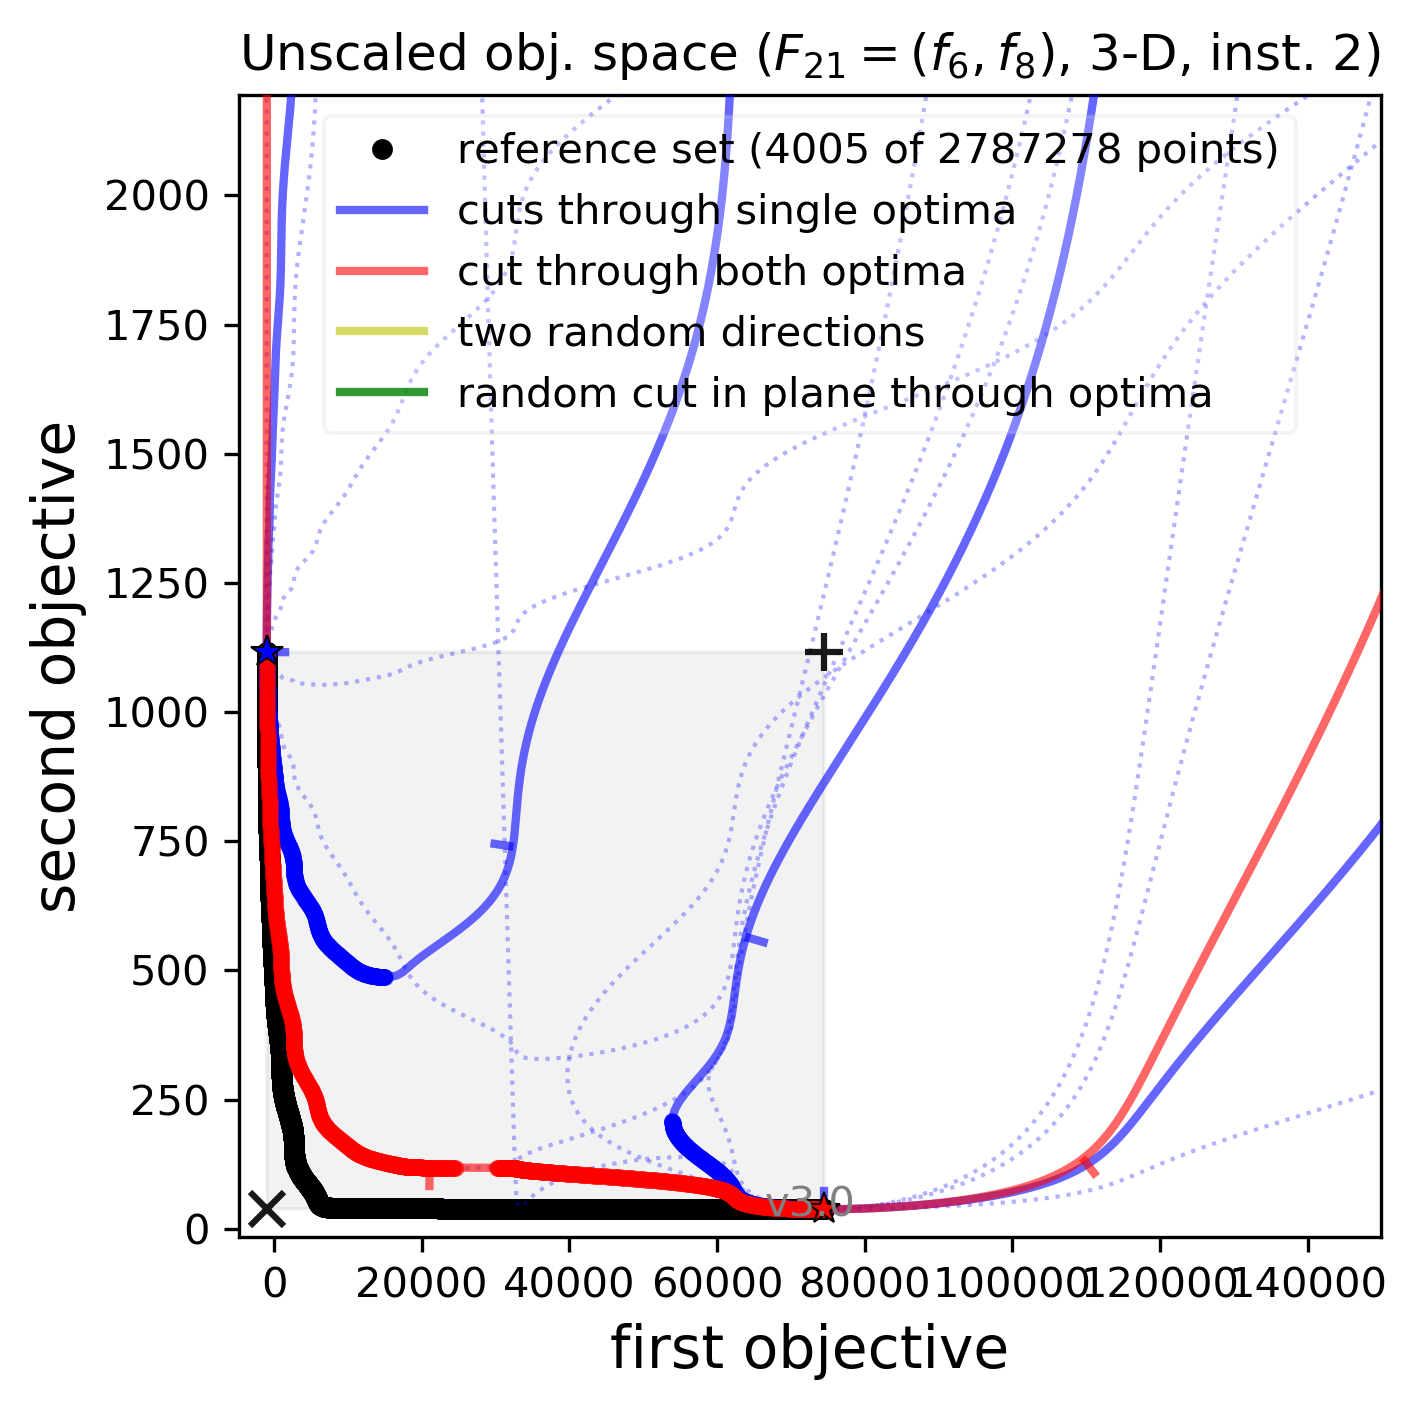 Unscaled obj. space (F₂₁ = (f₆, f₈), 3-D, inst. 2)
reference set (4005 of 2787278 points)
cuts through single optima
cut through both optima
two random directions
random cut in plane through optima
second objective
2000
1750
1500
1250
1000
750
500
250
0
v3.0
0 20000 40000 60000 80000 100000 120000 140000
first objective